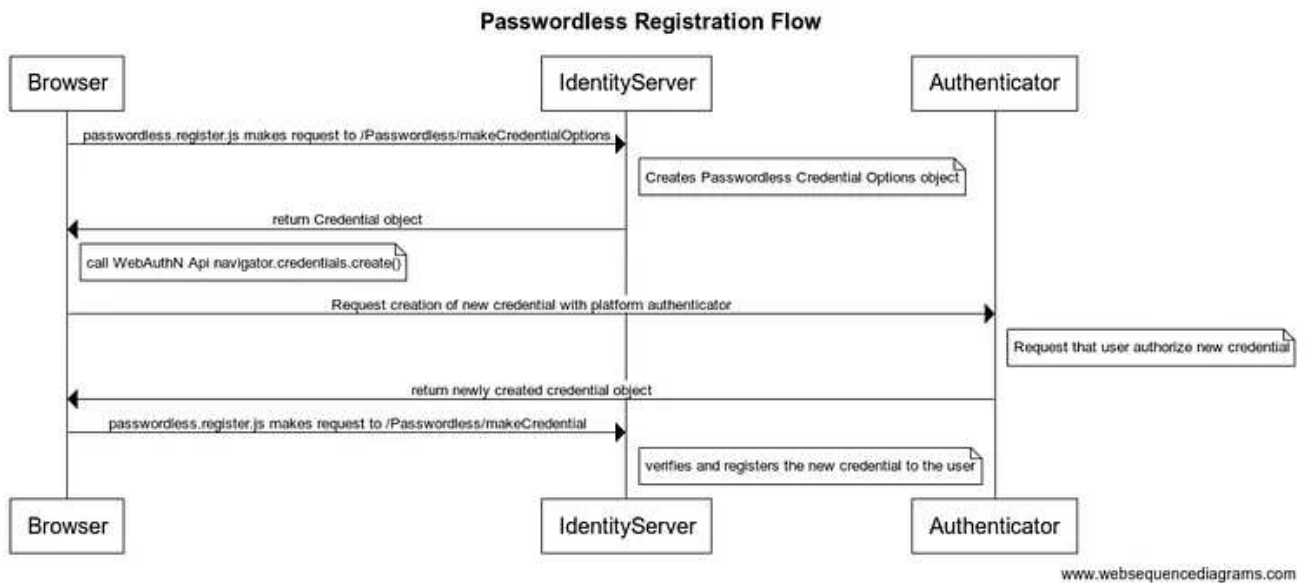 Passwordless Registration Flow
Browser
IdentityServer
Authenticator
passwordless.register.js makes request to /Passwordless/makeCredentialOptions
Creates Passwordless Credential Options object
return Credential object
call WebAuthN Api navigator.credentials.create()
Request creation of new credential with platform authenticator
Request that user authorize new credential
return newly created credential object
passwordless.register.js makes request to /Passwordless/makeCredential
verifies and registers the new credential to the user
Browser
IdentityServer
Authenticator
www.websequencediagrams.com